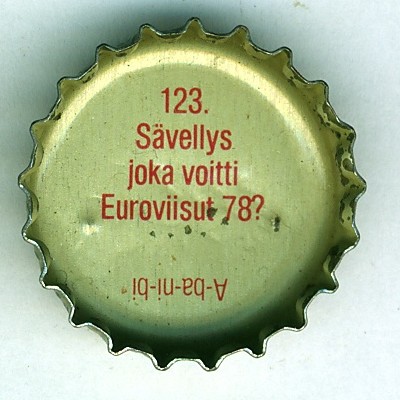 123.
Sävellys
joka voitti
Euroviisut 78?
A-ba-ni-bi